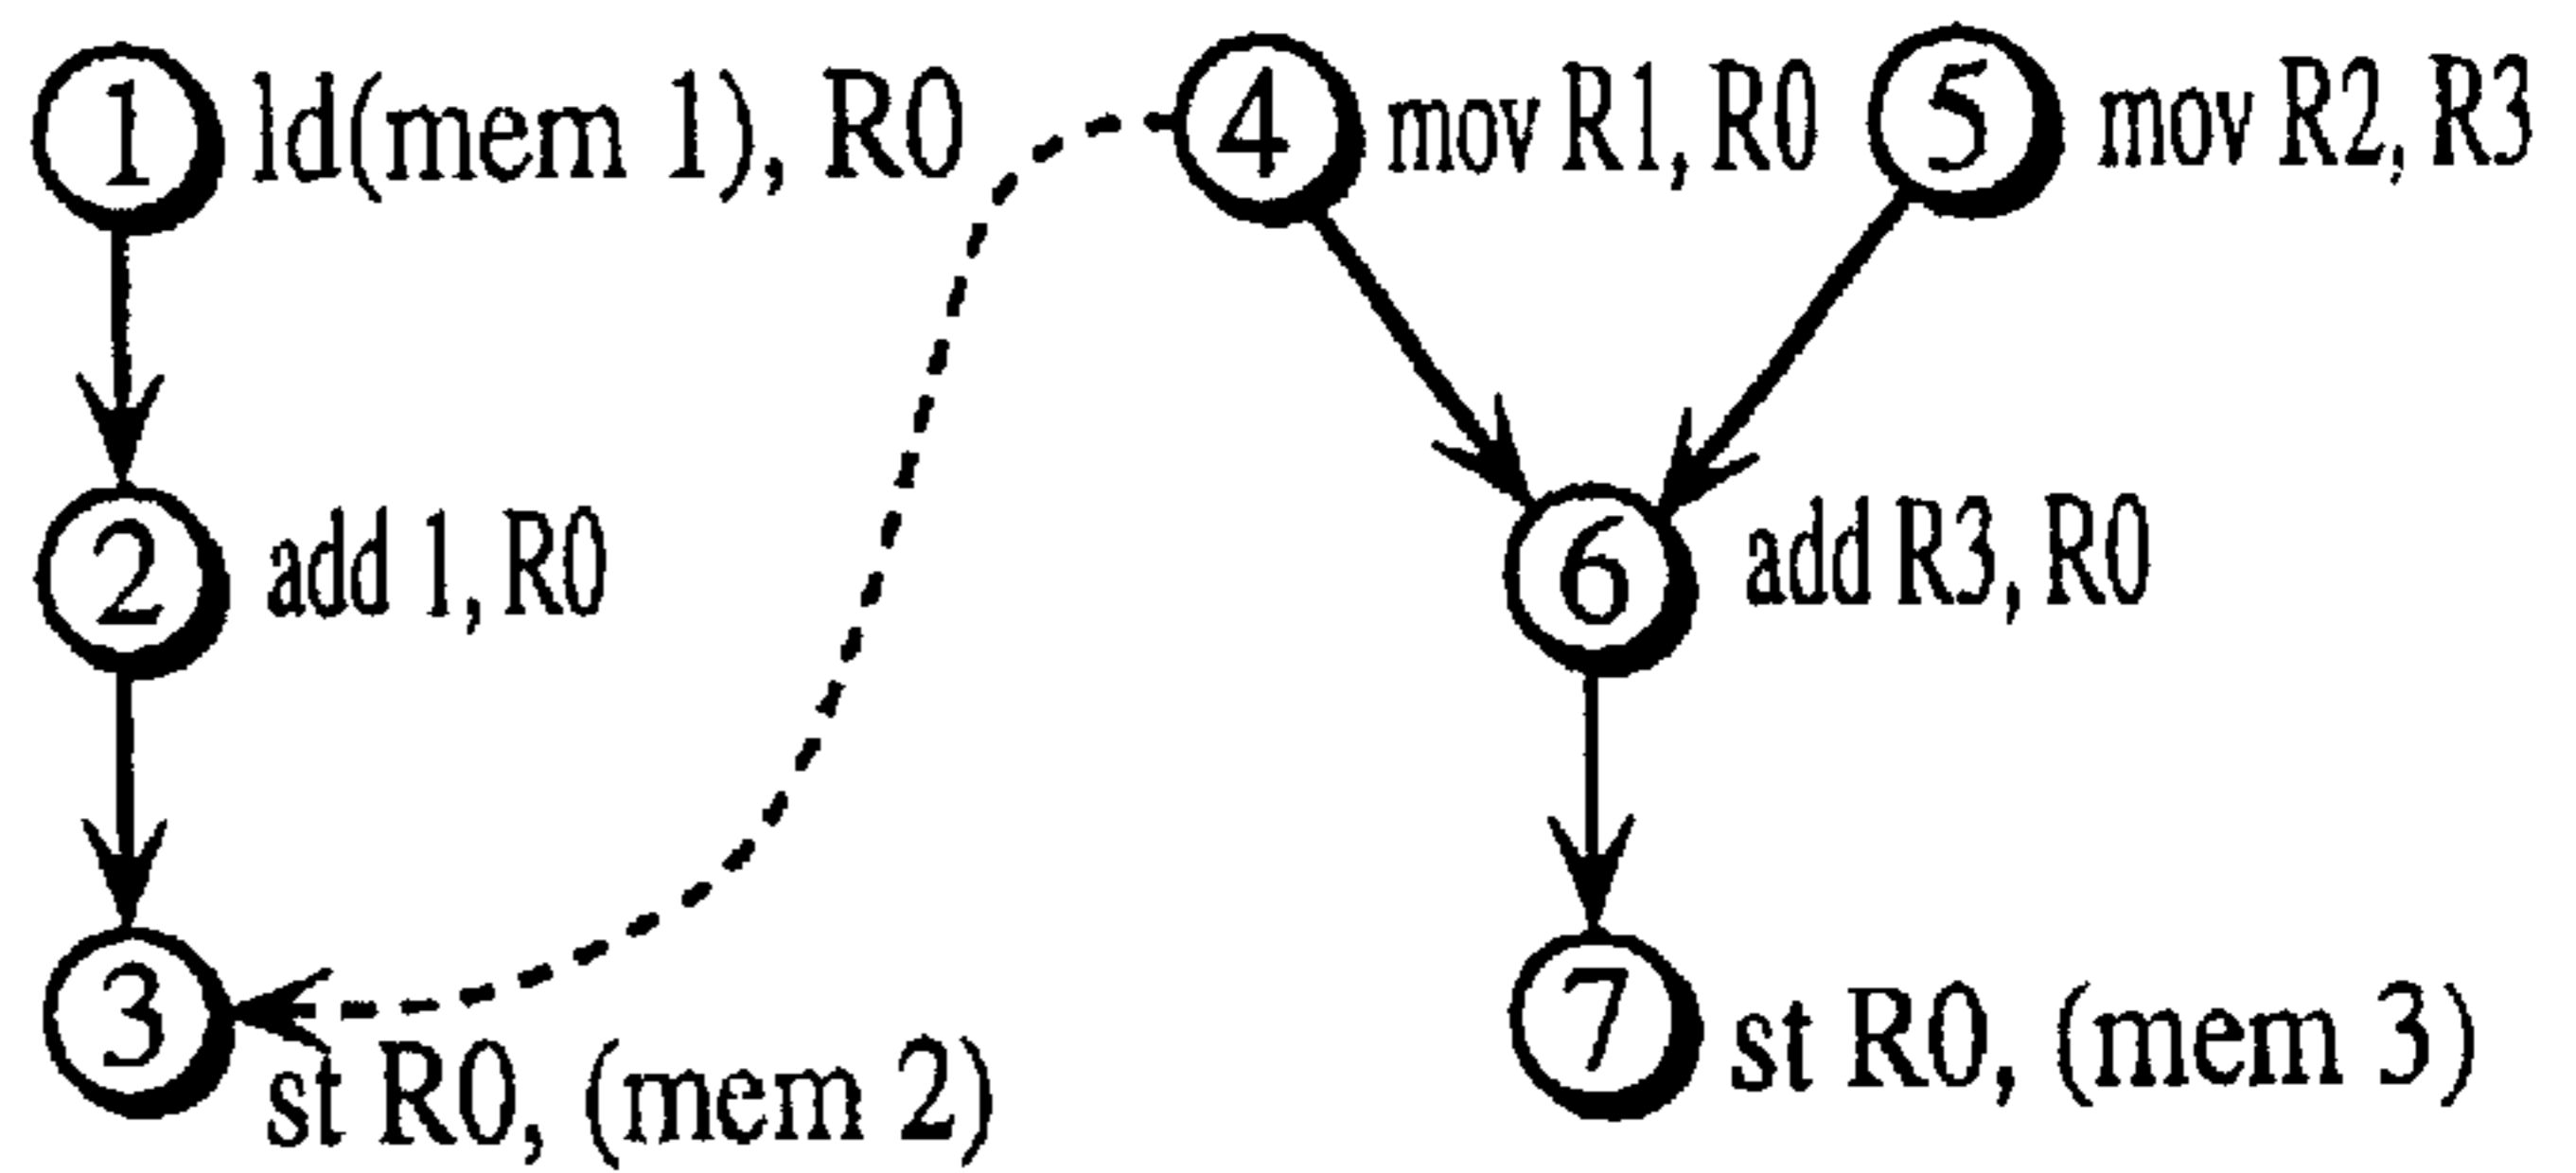 1 ld(mem 1), R0
4 mov R1, R0
5 mov R2, R3
2 add 1, R0
6 add R3, R0
3 st R0, (mem 2)
7 st R0, (mem 3)